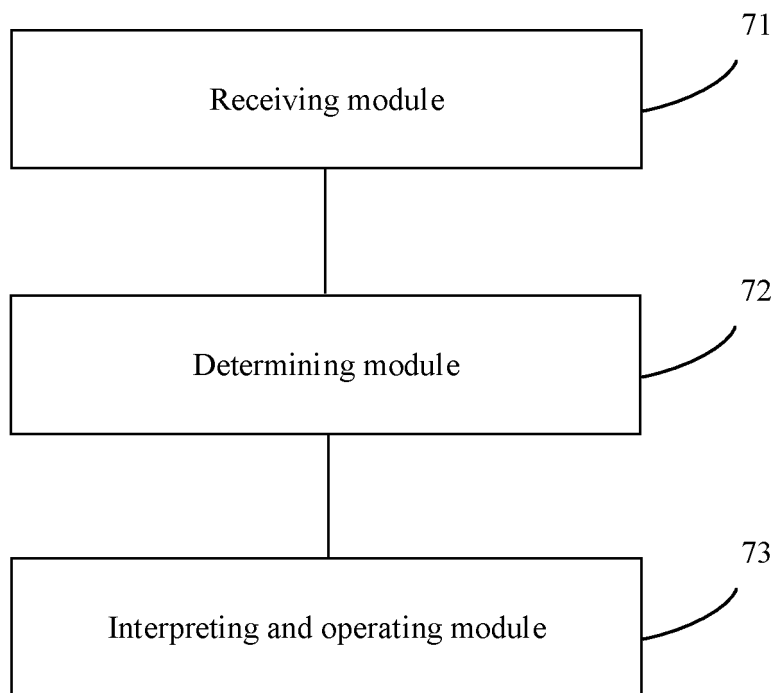 71
Receiving module
72
Determining module
73
Interpreting and operating module